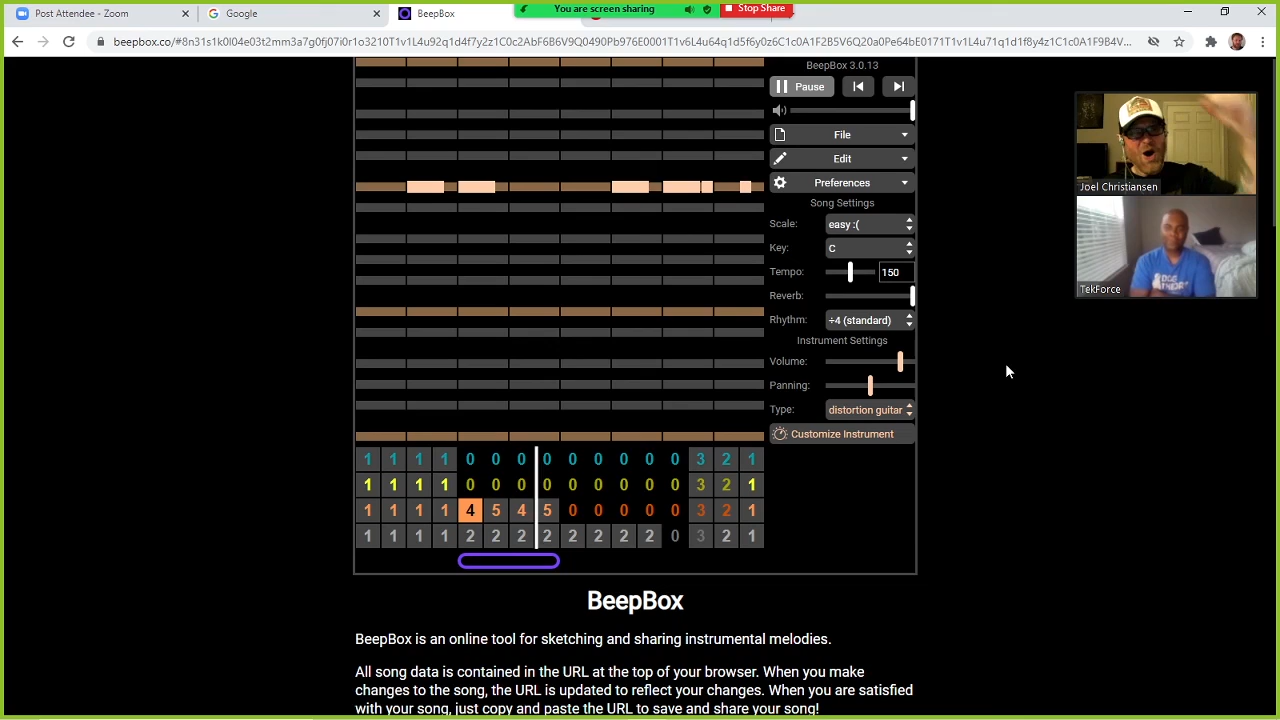 Post Attendee - Zoom
Google
BeepBox
You are screen sharing
Stop Share
beepbox.co/#8n31s1k0l04e03t2mm3a7g0fj07i0r1o3210T1v1L4u92q1d4f7y2z1C2c2AbF6B6V9Q0490Pb976E0001T1v6L4u64q1d5f6y0z6C1c0A1F2B5V6Q20a0Pe64bE0171T1v1L4u71q1d1f8y4z1C1c0A1F9B4V...
BeepBox 3.0.13
Pause
File
Edit
Preferences
Song Settings
Scale: easy :(
Key: C
Tempo: 150
Reverb:
Rhythm: ÷4 (standard)
Instrument Settings
Volume:
Panning:
Type: distortion guitar
Customize Instrument
1 1 1 1 0 0 0 0 0 0 0 0 0 3 2 1
1 1 1 1 0 0 0 0 0 0 0 0 0 3 2 1
1 1 1 1 4 5 4 5 0 0 0 0 0 3 2 1
1 1 1 1 2 2 2 2 2 2 2 2 0 3 2 1
BeepBox
BeepBox is an online tool for sketching and sharing instrumental melodies.
All song data is contained in the URL at the top of your browser. When you make
changes to the song, the URL is updated to reflect your changes. When you are satisfied
with your song, just copy and paste the URL to save and share your song!
Joel Christiansen
TekForce